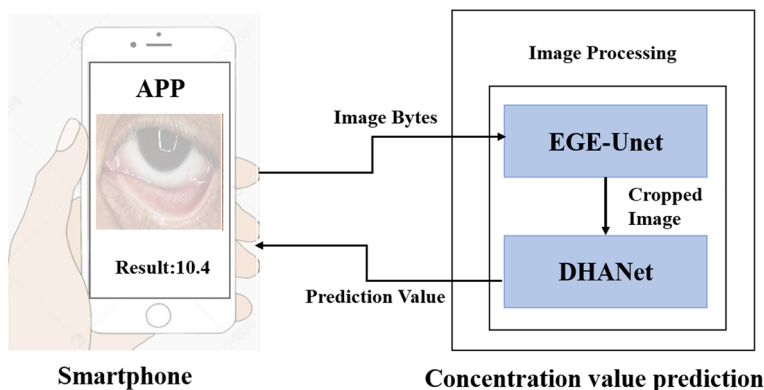 APP
Result:10.4
Smartphone
Image Bytes
Prediction Value
Image Processing
EGE-Unet
Cropped
Image
DHANet
Concentration value prediction